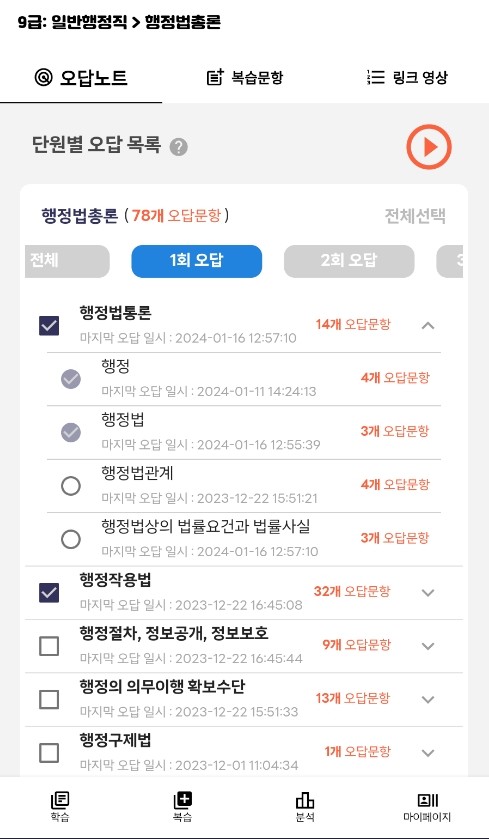 9급: 일반행정직 > 행정법총론
오답노트 복습문항 링크 영상
단원별 오답 목록 ?
행정법총론 ( 78개 오답문항 ) 전체선택
전체 1회 오답 2회 오답 3
행정법통론
14개 오답문항
마지막 오답 일시 : 2024-01-16 12:57:10
행정
4개 오답문항
마지막 오답 일시 : 2024-01-11 14:24:13
행정법
3개 오답문항
마지막 오답 일시 : 2024-01-16 12:55:39
행정법관계
4개 오답문항
마지막 오답 일시 : 2023-12-22 15:51:21
행정법상의 법률요건과 법률사실
3개 오답문항
마지막 오답 일시 : 2024-01-16 12:57:10
행정작용법
32개 오답문항
마지막 오답 일시 : 2023-12-22 16:45:08
행정절차, 정보공개, 정보보호
9개 오답문항
마지막 오답 일시 : 2023-12-22 16:45:44
행정의 의무이행 확보수단
13개 오답문항
마지막 오답 일시 : 2023-12-22 15:51:33
행정구제법
1개 오답문항
마지막 오답 일시 : 2023-12-01 11:04:34
학습 복습 분석 마이페이지